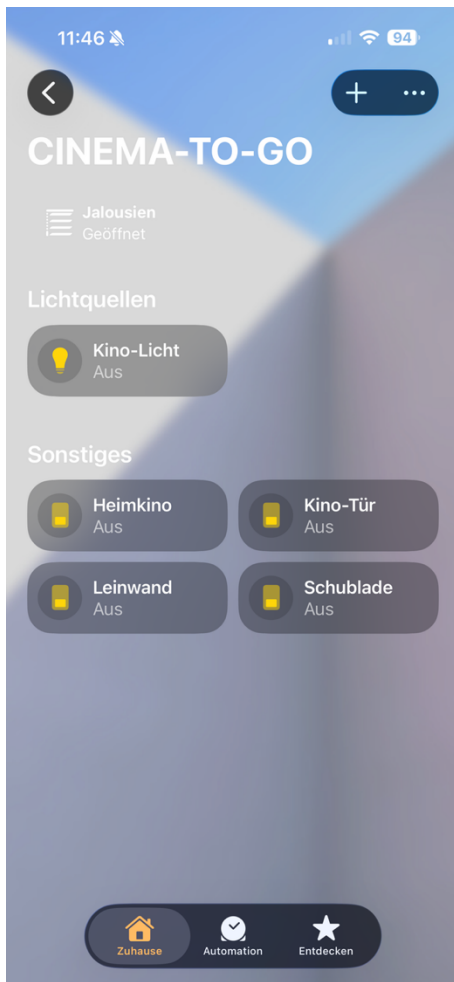 11:46
94
CINEMA-TO-GO
Jalousien
Geöffnet
Lichtquellen
Kino-Licht
Aus
Sonstiges
Heimkino
Aus
Kino-Tür
Aus
Leinwand
Aus
Schublade
Aus
Zuhause
Automation
Entdecken